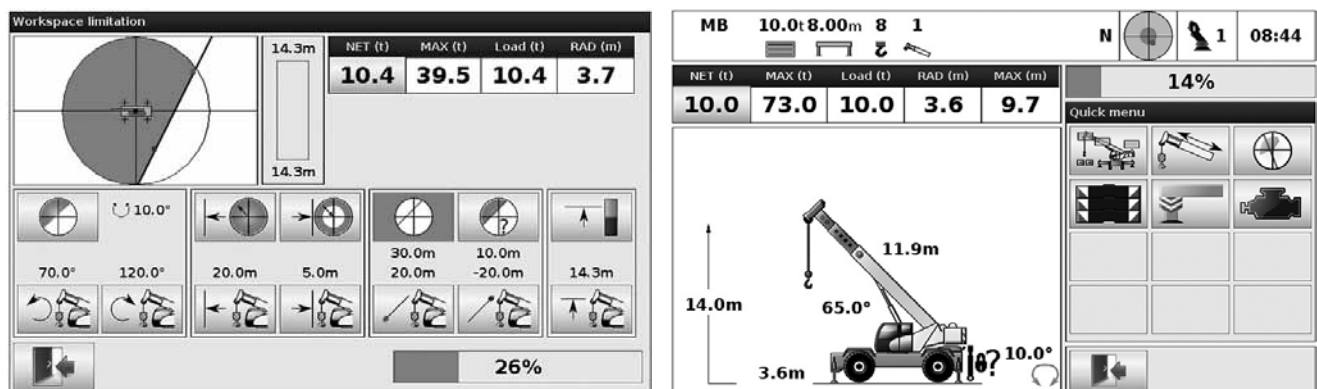 Workspace limitation
14.3m
14.3m
NET (t) MAX (t) Load (t) RAD (m)
10.4 39.5 10.4 3.7
10.0°
?
30.0m 10.0m
70.0° 120.0° 20.0m 5.0m 20.0m -20.0m 14.3m
26%
MB 10.0t 8.00m 8 1 N 1 08:44
NET (t) MAX (t) Load (t) RAD (m) MAX (m)
10.0 73.0 10.0 3.6 9.7
14%
Quick menu
11.9m
14.0m
65.0°
? 10.0°
3.6m